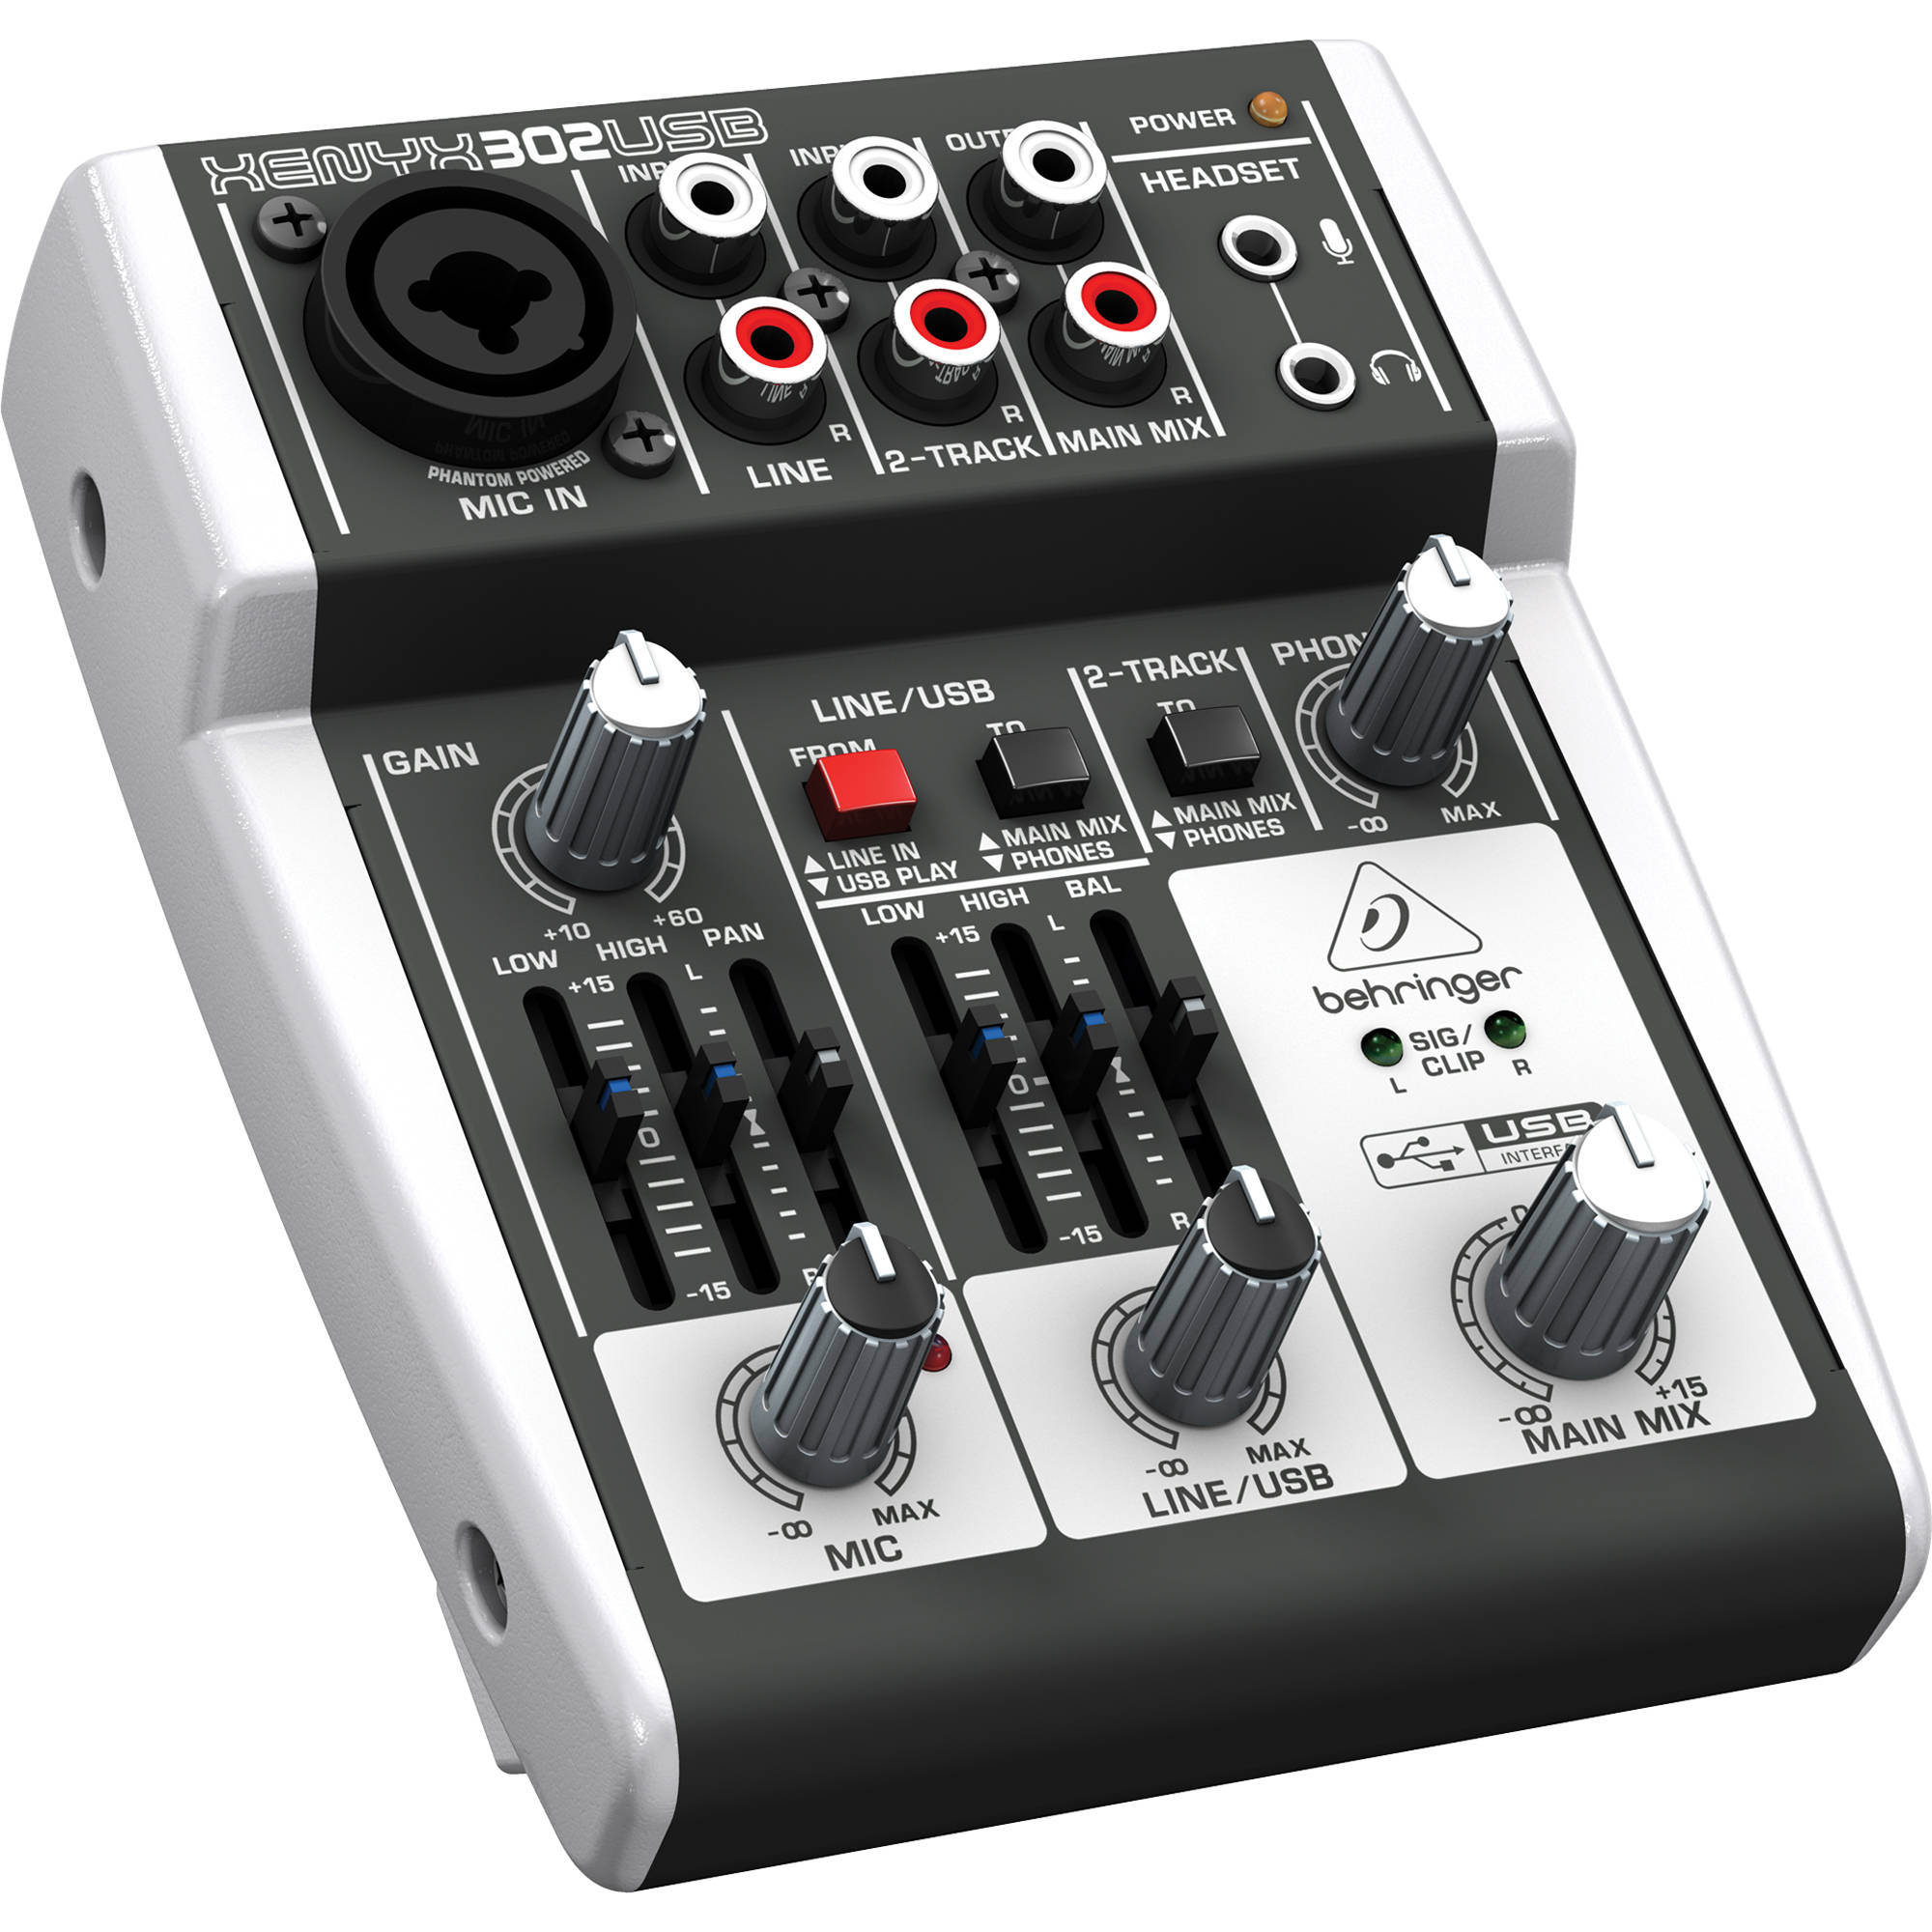 XENYX302USB
POWER
HEADSET
R
R
R
LINE
2-TRACK
MAIN MIX
PHANTOM POWERED
MIC IN
GAIN
+10
+60
LINE/USB
FROM
TO
LINE IN
USB PLAY
MAIN MIX
PHONES
2-TRACK
TO
MAIN MIX
PHONES
-∞
MAX
LOW
HIGH
PAN
+15
L
0
-15
LOW
HIGH
BAL
+15
L
0
-15
R
behringer
SIG/
CLIP
L
R
USB
-∞
MAX
MIC
-∞
MAX
LINE/USB
-∞
+15
MAIN MIX